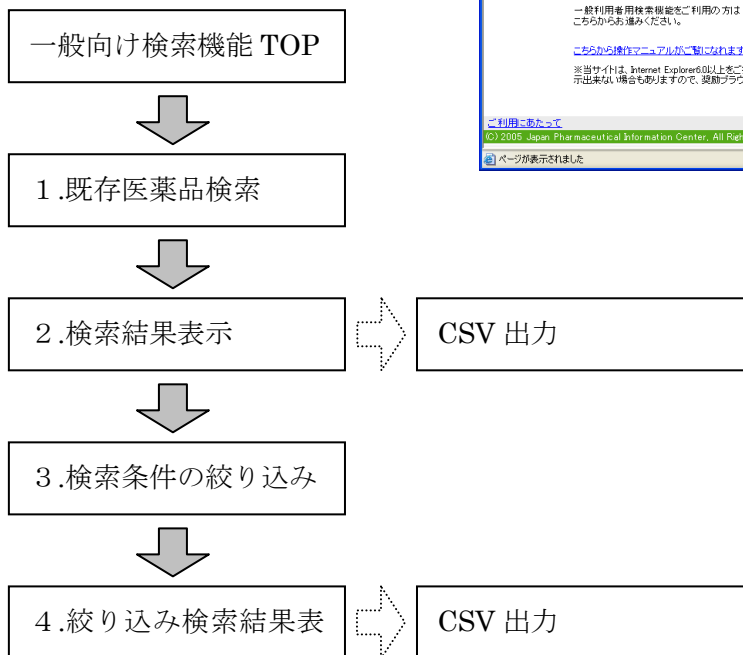 一般向け検索機能 TOP
１.既存医薬品検索
２.検索結果表示
CSV 出力
３.検索条件の絞り込み
４.絞り込み検索結果表
CSV 出力
一般利用者用検索機能をご利用の方は
こちらからお進みください。
こちらから操作マニュアルがご覧になれます
※当サイトは、Internet Explorer6.0以上をご
示出来ない場合もありますので、奨励ブラウ
ご利用にあたって
(C) 2005 Japan Pharmaceutical Information Center, All Righ
ページが表示されました